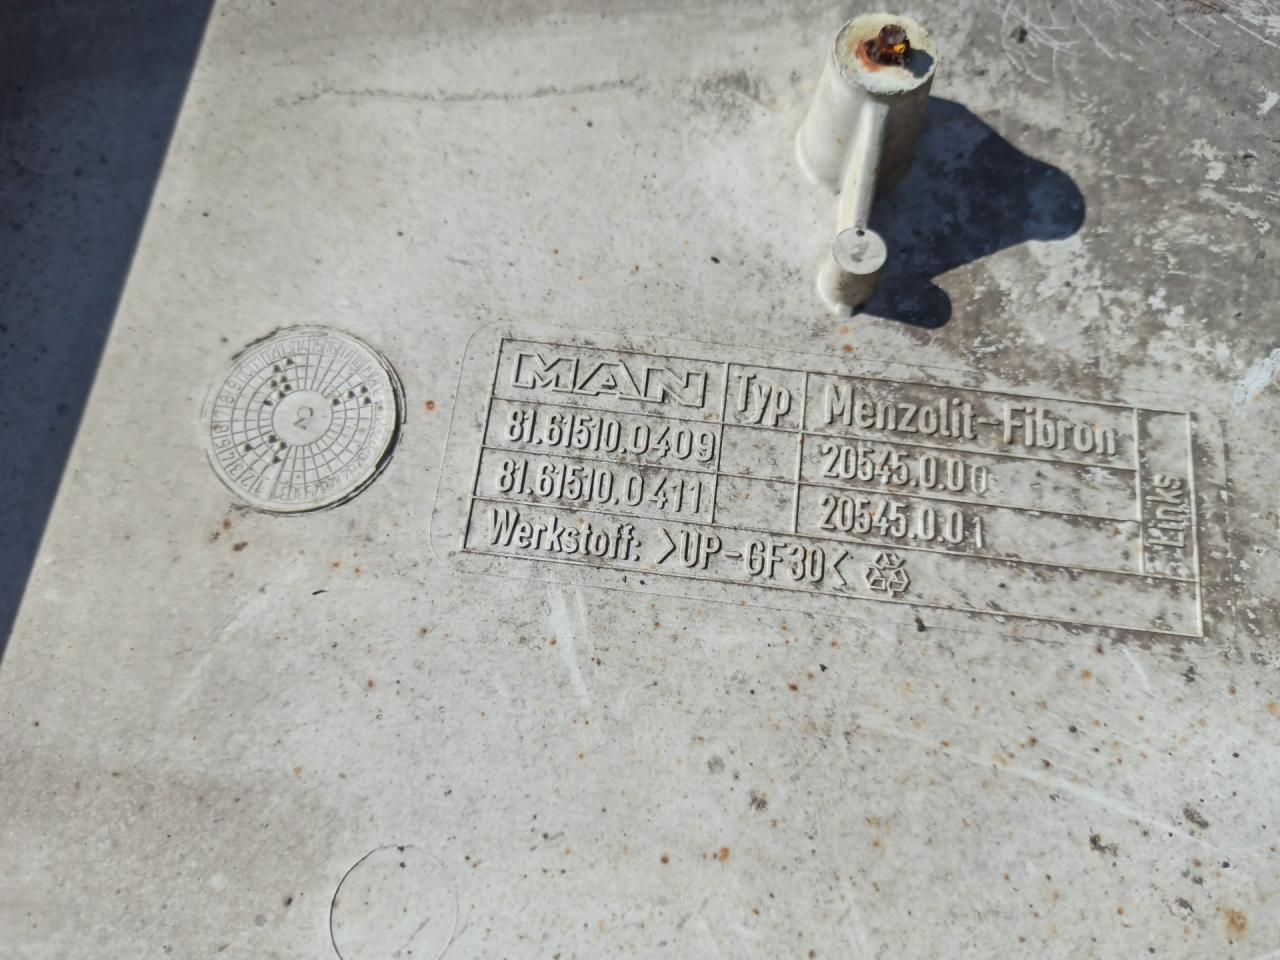 MAN Typ Menzolit-Fibron
81.61510.0409 20545.0.00
81.61510.0411 20545.0.01
Links
Werkstoff: >UP-GF30<
2